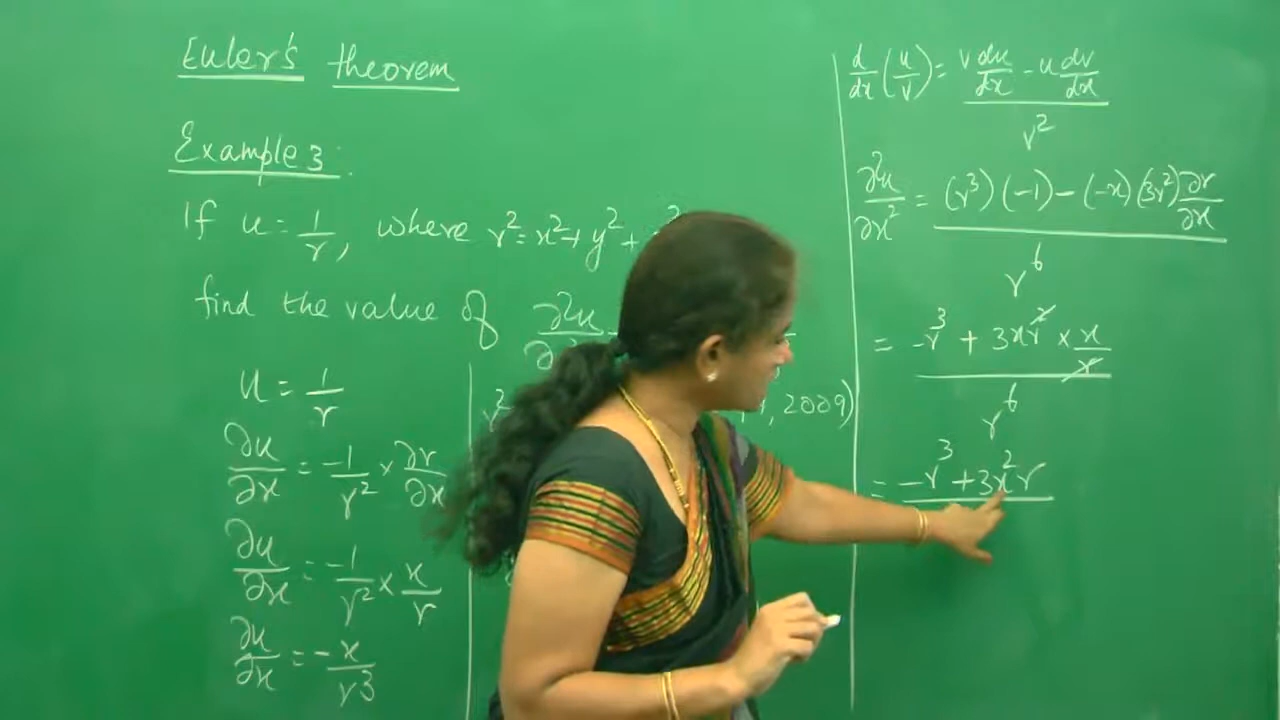 Euler's theorem
Example 3:
If u = 1/r, where r² = x² + y² +
find the value of ∂²u
u = 1/r
∂u/∂x = -1/r² × ∂r/∂x
∂u/∂x = -1/r² × x/r
∂u/∂x = -x/r³
r²
, 2009)
d/dx (u/v) = (v du/dx - u dv/dx) / v²
∂²u/∂x² = ((r³)(-1) - (-x)(3r²) ∂r/∂x) / r⁶
= (-r³ + 3xr² × x/r) / r⁶
= -r³ + 3x²r